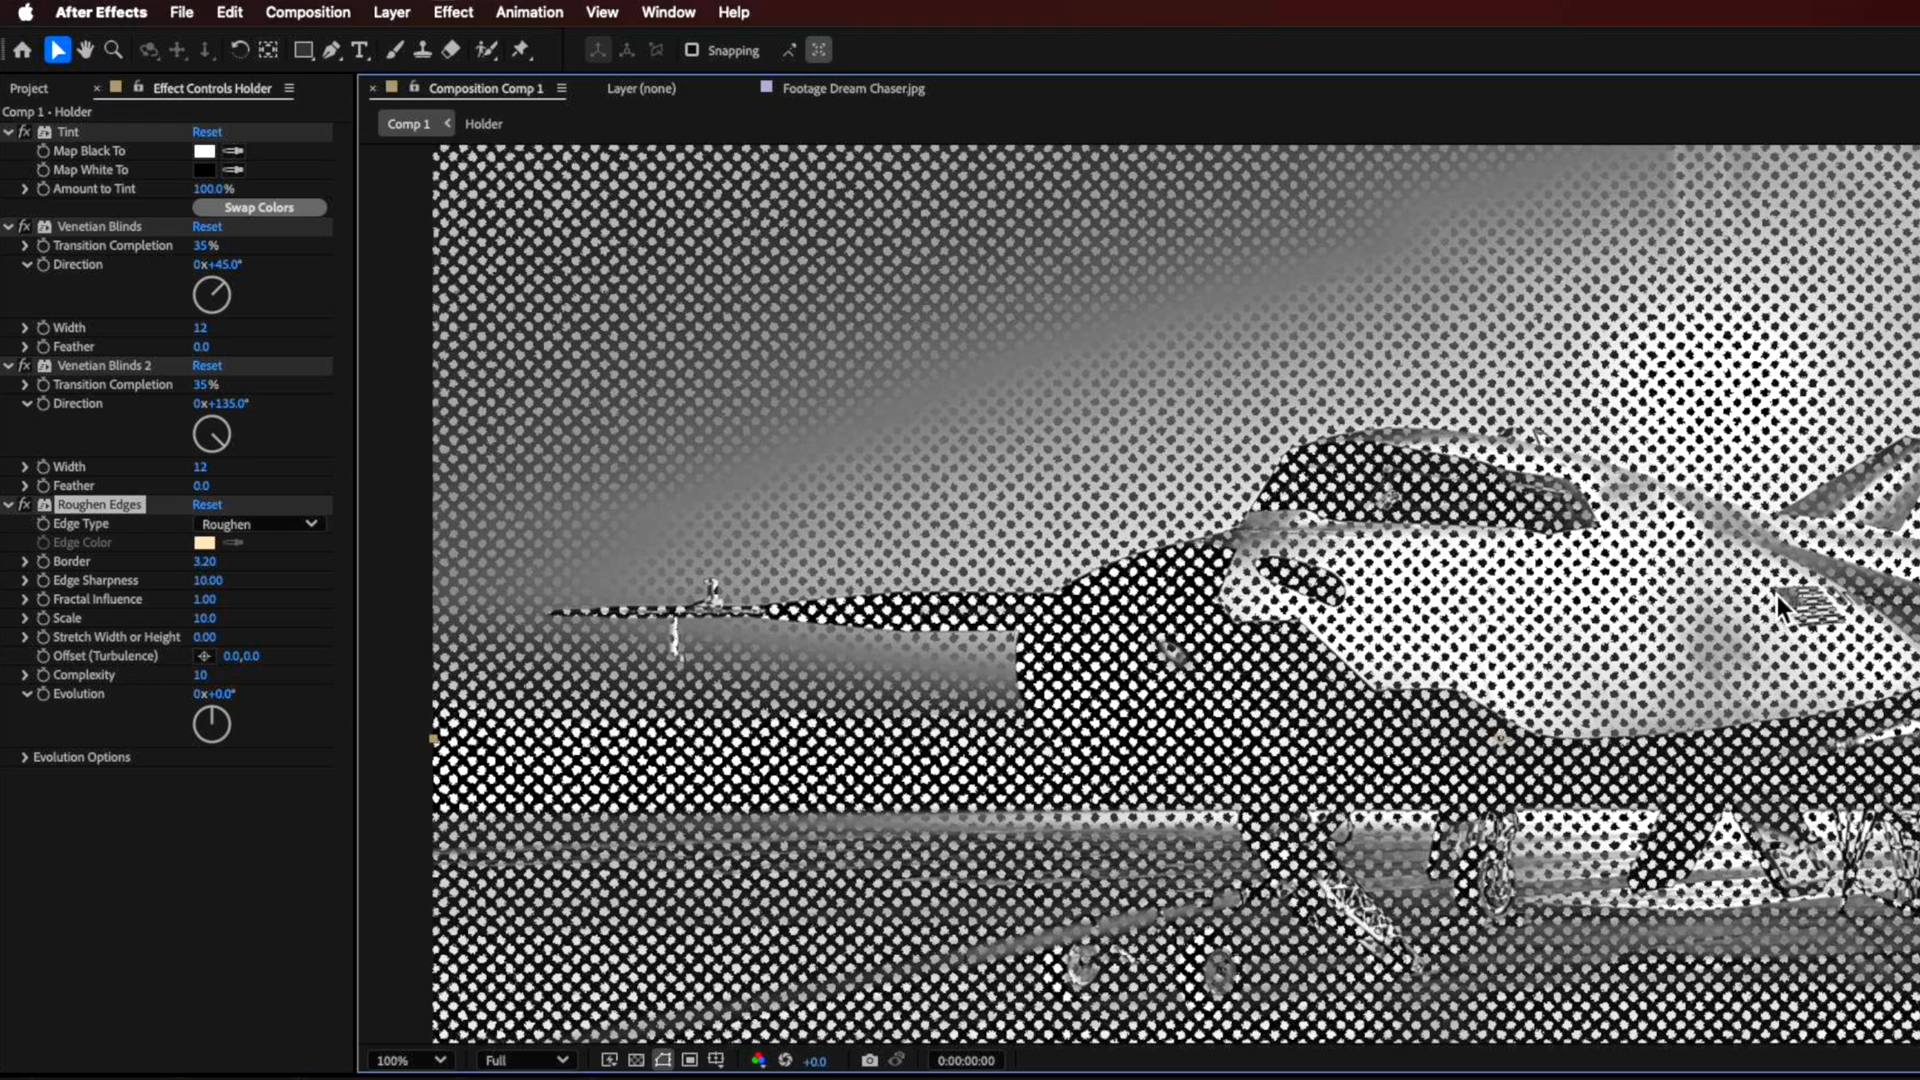 After Effects File Edit Composition Layer Effect Animation View Window Help
Snapping
Project Effect Controls Holder
Composition Comp 1 Layer (none) Footage Dream Chaser.jpg
Comp 1 • Holder
Comp 1 Holder
fx Tint Reset
Map Black To
Map White To
Amount to Tint 100.0%
Swap Colors
fx Venetian Blinds Reset
Transition Completion 35%
Direction 0x+45.0°
Width 12
Feather 0.0
fx Venetian Blinds 2 Reset
Transition Completion 35%
Direction 0x+135.0°
Width 12
Feather 0.0
fx Roughen Edges Reset
Edge Type Roughen
Edge Color
Border 3.20
Edge Sharpness 10.00
Fractal Influence 1.00
Scale 10.0
Stretch Width or Height 0.00
Offset (Turbulence) 0.0,0.0
Complexity 10
Evolution 0x+0.0°
Evolution Options
100% Full +0.0 0:00:00:00